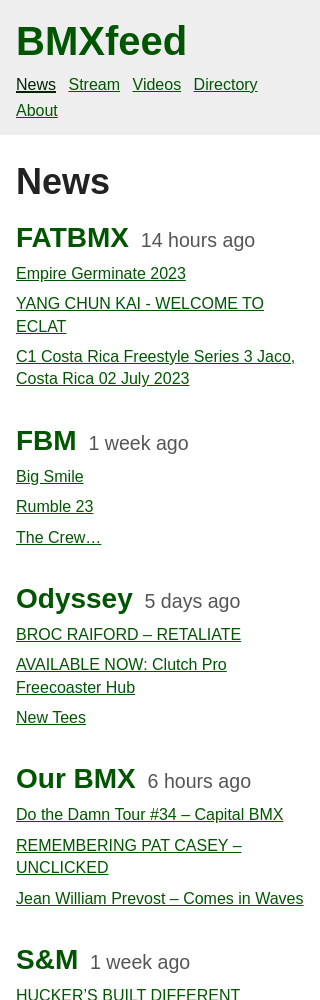 BMXfeed
News Stream Videos Directory
About
News
FATBMX 14 hours ago
Empire Germinate 2023
YANG CHUN KAI - WELCOME TO
ECLAT
C1 Costa Rica Freestyle Series 3 Jaco,
Costa Rica 02 July 2023
FBM 1 week ago
Big Smile
Rumble 23
The Crew…
Odyssey 5 days ago
BROC RAIFORD – RETALIATE
AVAILABLE NOW: Clutch Pro
Freecoaster Hub
New Tees
Our BMX 6 hours ago
Do the Damn Tour #34 – Capital BMX
REMEMBERING PAT CASEY –
UNCLICKED
Jean William Prevost – Comes in Waves
S&M 1 week ago
HUCKER’S BUILT DIFFERENT